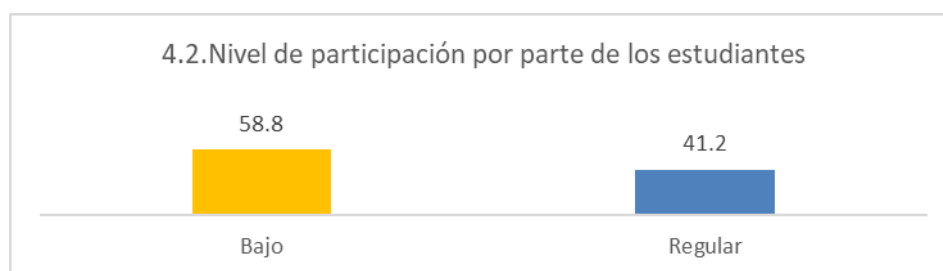 4.2.Nivel de participación por parte de los estudiantes
58.8
41.2
Bajo
Regular